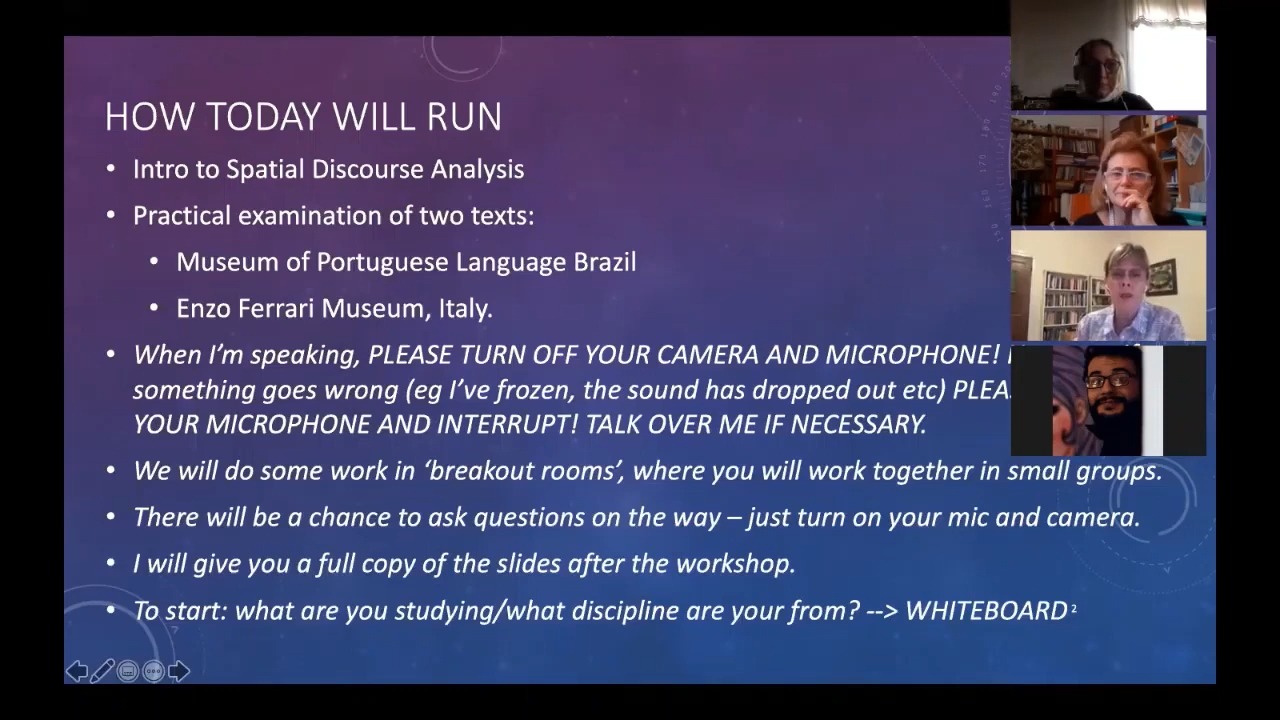 HOW TODAY WILL RUN
• Intro to Spatial Discourse Analysis
• Practical examination of two texts:
• Museum of Portuguese Language Brazil
• Enzo Ferrari Museum, Italy.
• When I’m speaking, PLEASE TURN OFF YOUR CAMERA AND MICROPHONE!
something goes wrong (eg I’ve frozen, the sound has dropped out etc)
YOUR MICROPHONE AND INTERRUPT! TALK OVER ME IF NECESSARY.
• We will do some work in ‘breakout rooms’, where you will work together in small groups.
• There will be a chance to ask questions on the way – just turn on your mic and camera.
• I will give you a full copy of the slides after the workshop.
• To start: what are you studying/what discipline are your from? --> WHITEBOARD 2